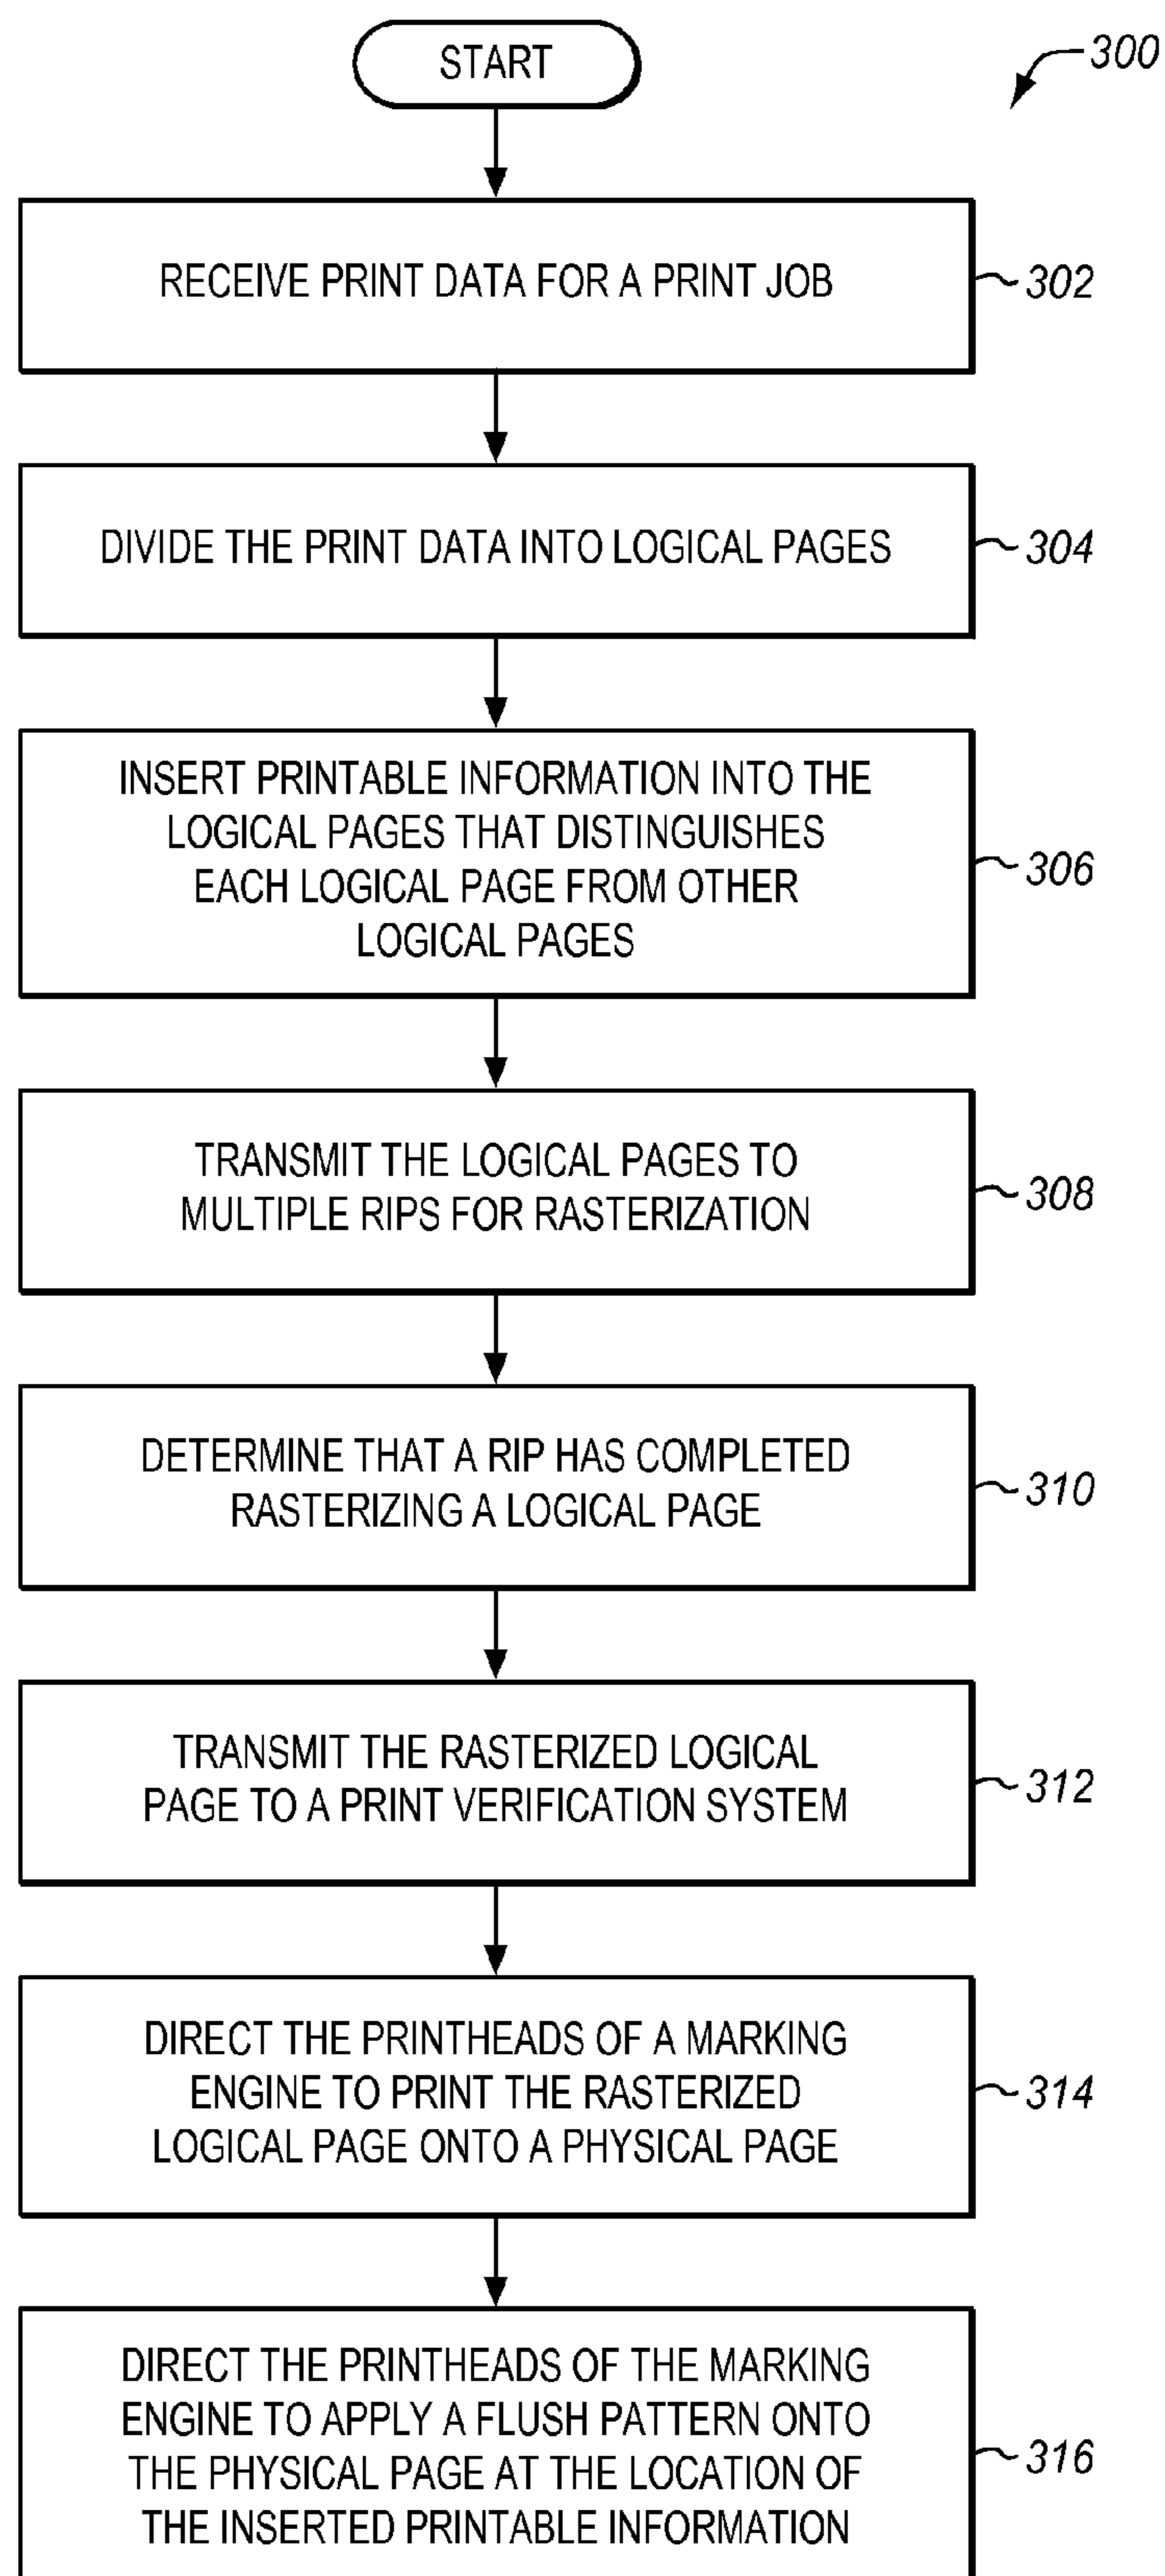 START
300
RECEIVE PRINT DATA FOR A PRINT JOB
302
DIVIDE THE PRINT DATA INTO LOGICAL PAGES
304
INSERT PRINTABLE INFORMATION INTO THE
LOGICAL PAGES THAT DISTINGUISHES
EACH LOGICAL PAGE FROM OTHER
LOGICAL PAGES
306
TRANSMIT THE LOGICAL PAGES TO
MULTIPLE RIPS FOR RASTERIZATION
308
DETERMINE THAT A RIP HAS COMPLETED
RASTERIZING A LOGICAL PAGE
310
TRANSMIT THE RASTERIZED LOGICAL
PAGE TO A PRINT VERIFICATION SYSTEM
312
DIRECT THE PRINTHEADS OF A MARKING
ENGINE TO PRINT THE RASTERIZED
LOGICAL PAGE ONTO A PHYSICAL PAGE
314
DIRECT THE PRINTHEADS OF THE MARKING
ENGINE TO APPLY A FLUSH PATTERN ONTO
THE PHYSICAL PAGE AT THE LOCATION OF
THE INSERTED PRINTABLE INFORMATION
316